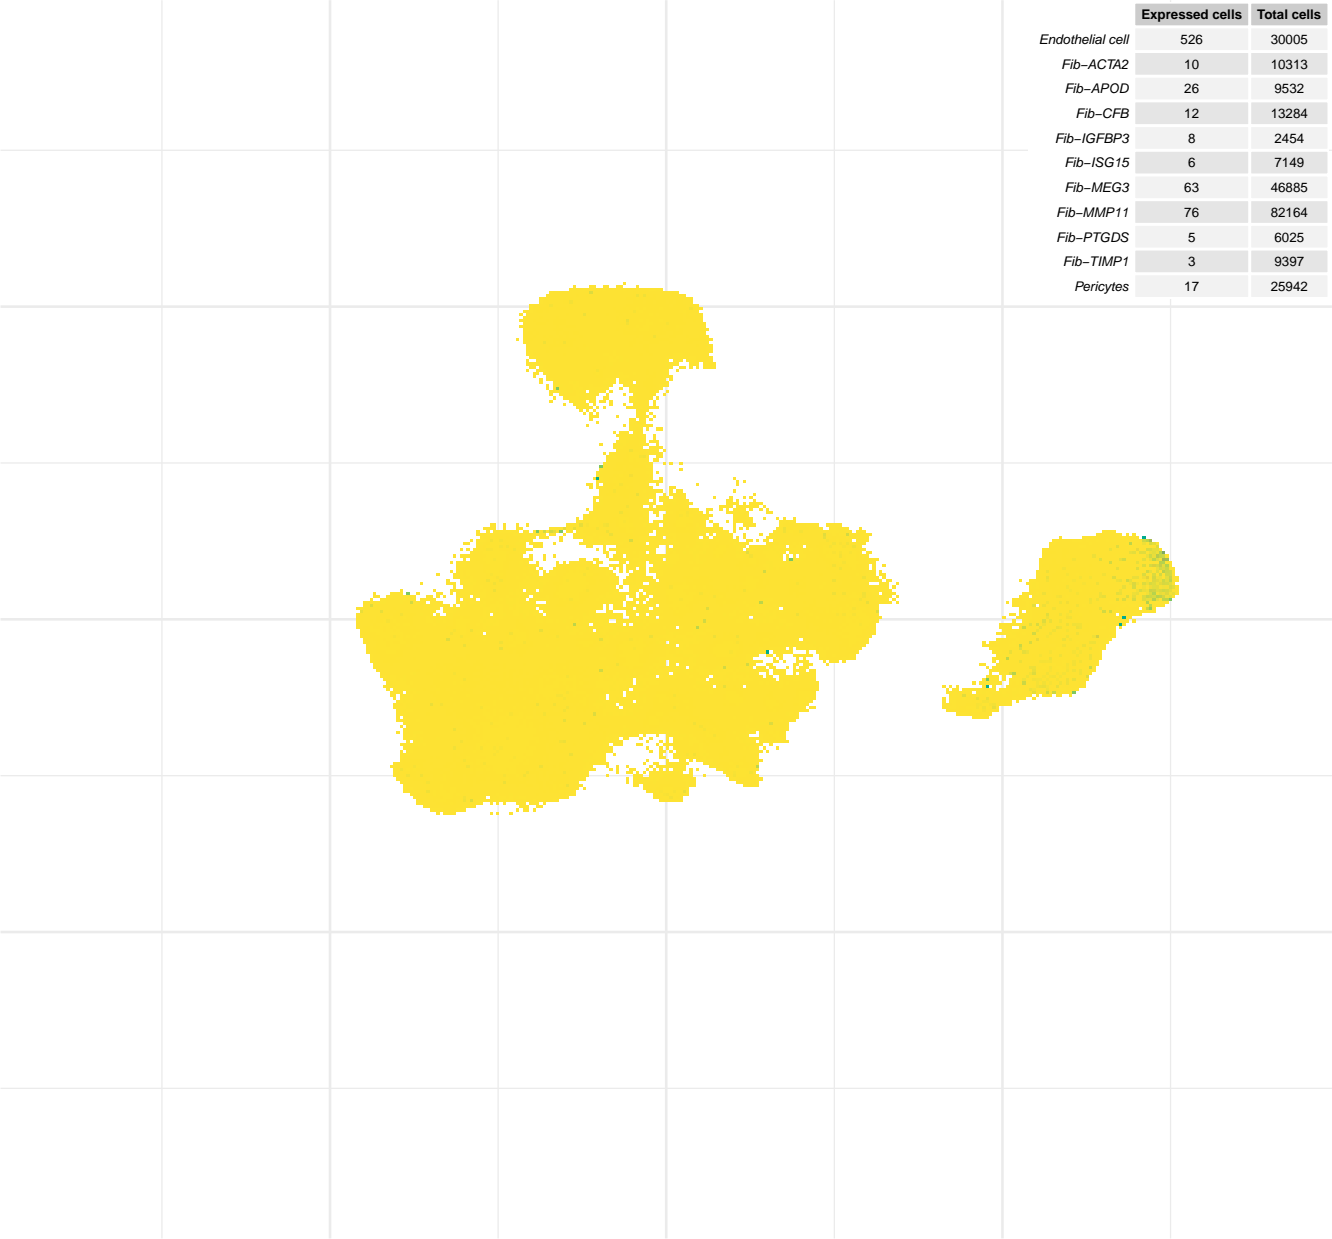 Expressed cells Total cells
Endothelial cell 526 30005
Fib−ACTA2 10 10313
Fib−APOD 26 9532
Fib−CFB 12 13284
Fib−IGFBP3 8 2454
Fib−ISG15 6 7149
Fib−MEG3 63 46885
Fib−MMP11 76 82164
Fib−PTGDS 5 6025
Fib−TIMP1 3 9397
Pericytes 17 25942